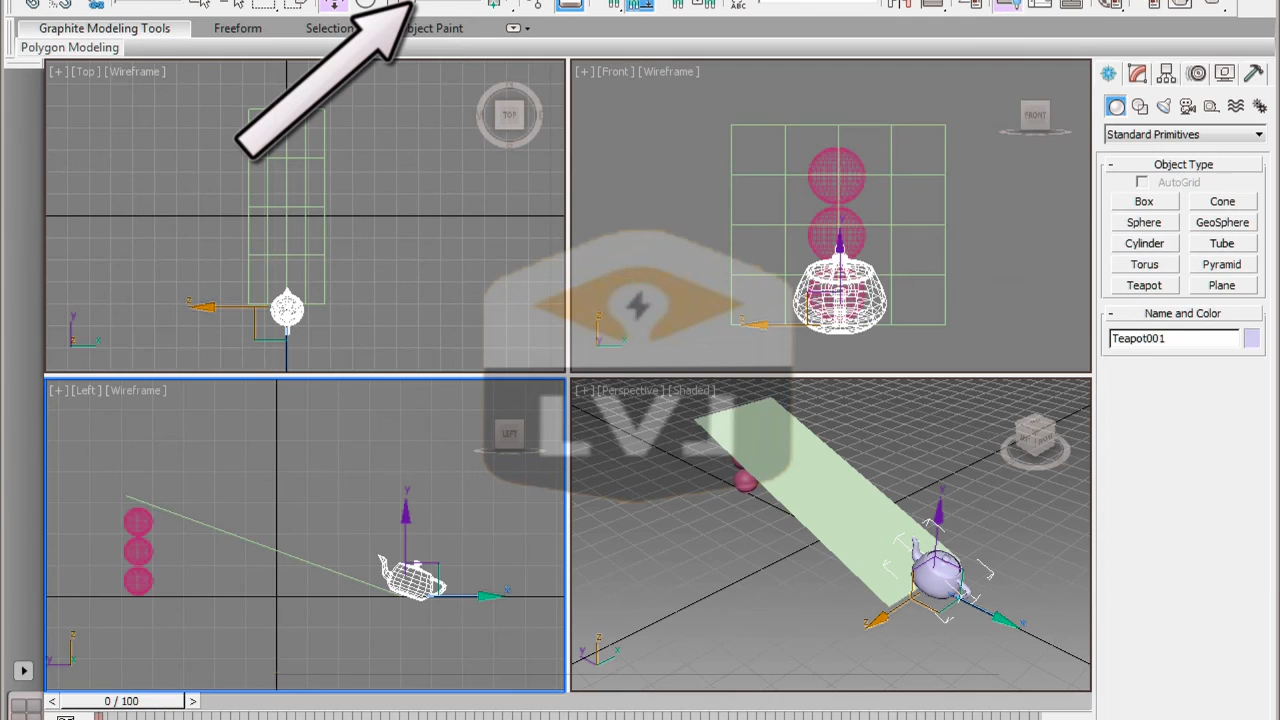 ABC
Graphite Modeling Tools
Freeform
Selection
Object Paint
Polygon Modeling
[+][Top][Wireframe]
TOP
[+][Front][Wireframe]
FRONT
Standard Primitives
Object Type
AutoGrid
Box
Cone
Sphere
GeoSphere
Cylinder
Tube
Torus
Pyramid
Teapot
Plane
Name and Color
Teapot001
y
x
z
y
z
z
x
[+][Left][Wireframe]
LEFT
[+][Perspective][Shaded]
LV1
y
x
z
y
y
z
x
z
x
< 0 / 100 >